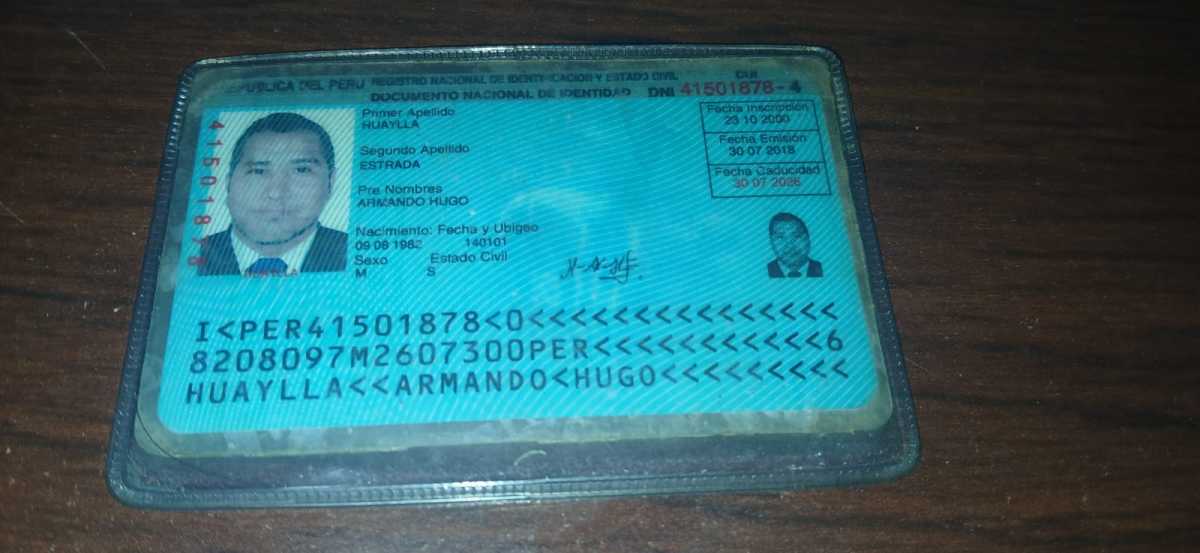 REPUBLICA DEL PERU REGISTRO NACIONAL DE IDENTIFICACION Y ESTADO CIVIL CUI
DOCUMENTO NACIONAL DE IDENTIDAD DNI 41501878-4
Primer Apellido
HUAYLLA
Segundo Apellido
ESTRADA
Pre Nombres
ARMANDO HUGO
Nacimiento: Fecha y Ubigeo
09 08 1982 140101
Sexo Estado Civil
M S
Fecha Inscripción
23 10 2000
Fecha Emisión
30 07 2018
Fecha Caducidad
30 07 2026
41501878
HUAYLLA
I<PER41501878<0<<<<<<<<<<<<<<<
8208097M2607300PER<<<<<<<<<<<6
HUAYLLA<<ARMANDO<HUGO<<<<<<<<<